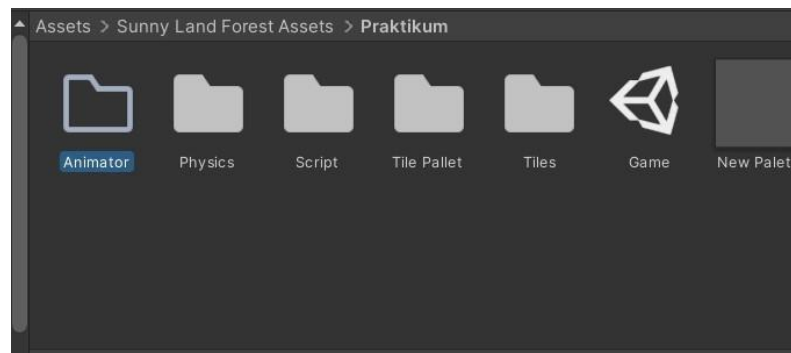 Assets > Sunny Land Forest Assets > Praktikum
Animator Physics Script Tile Pallet Tiles Game New Palet